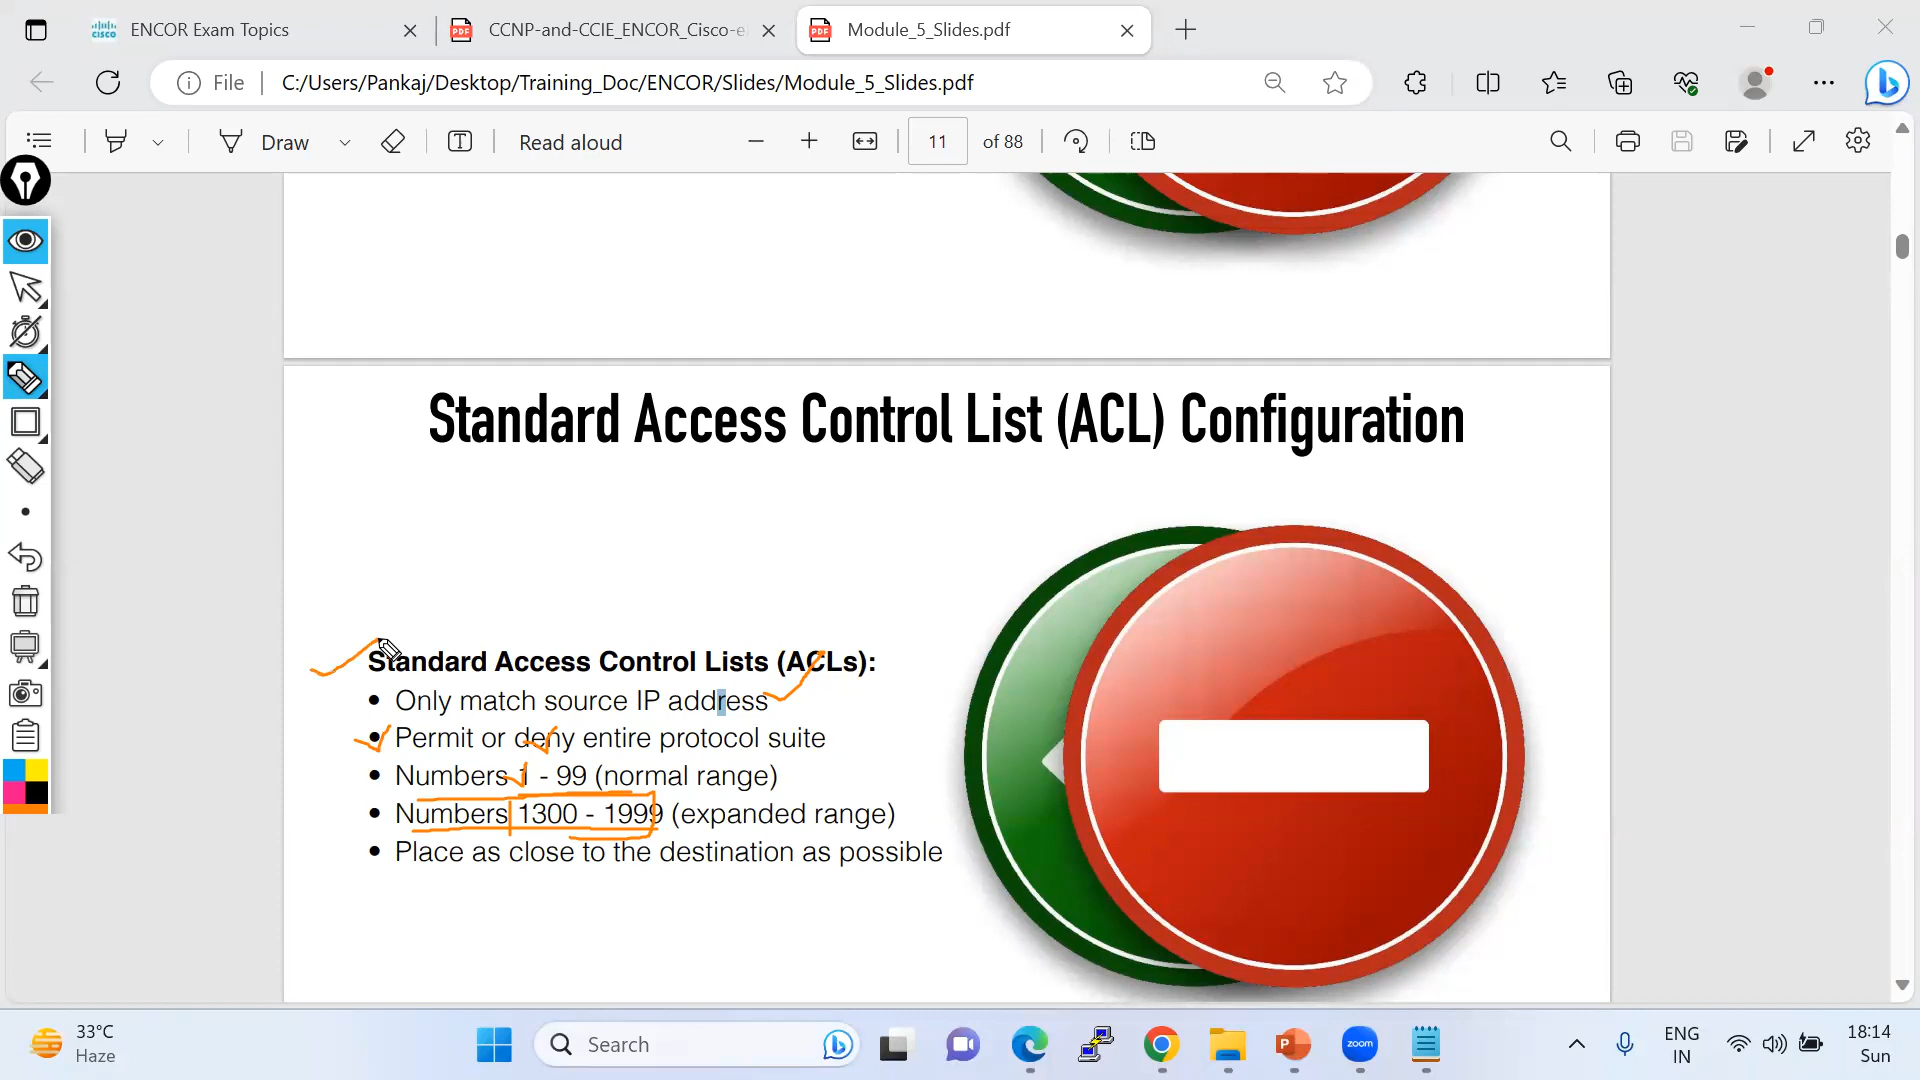 ENCOR Exam Topics
CCNP-and-CCIE_ENCOR_Cisco-e
Module_5_Slides.pdf
File
C:/Users/Pankaj/Desktop/Training_Doc/ENCOR/Slides/Module_5_Slides.pdf
Draw
Read aloud
11
of 88
Standard Access Control List (ACL) Configuration
Standard Access Control Lists (ACLs):
• Only match source IP address
• Permit or deny entire protocol suite
• Numbers 1 - 99 (normal range)
• Numbers 1300 - 1999 (expanded range)
• Place as close to the destination as possible
33°C
Haze
Search
zoom
ENG
IN
18:14
Sun